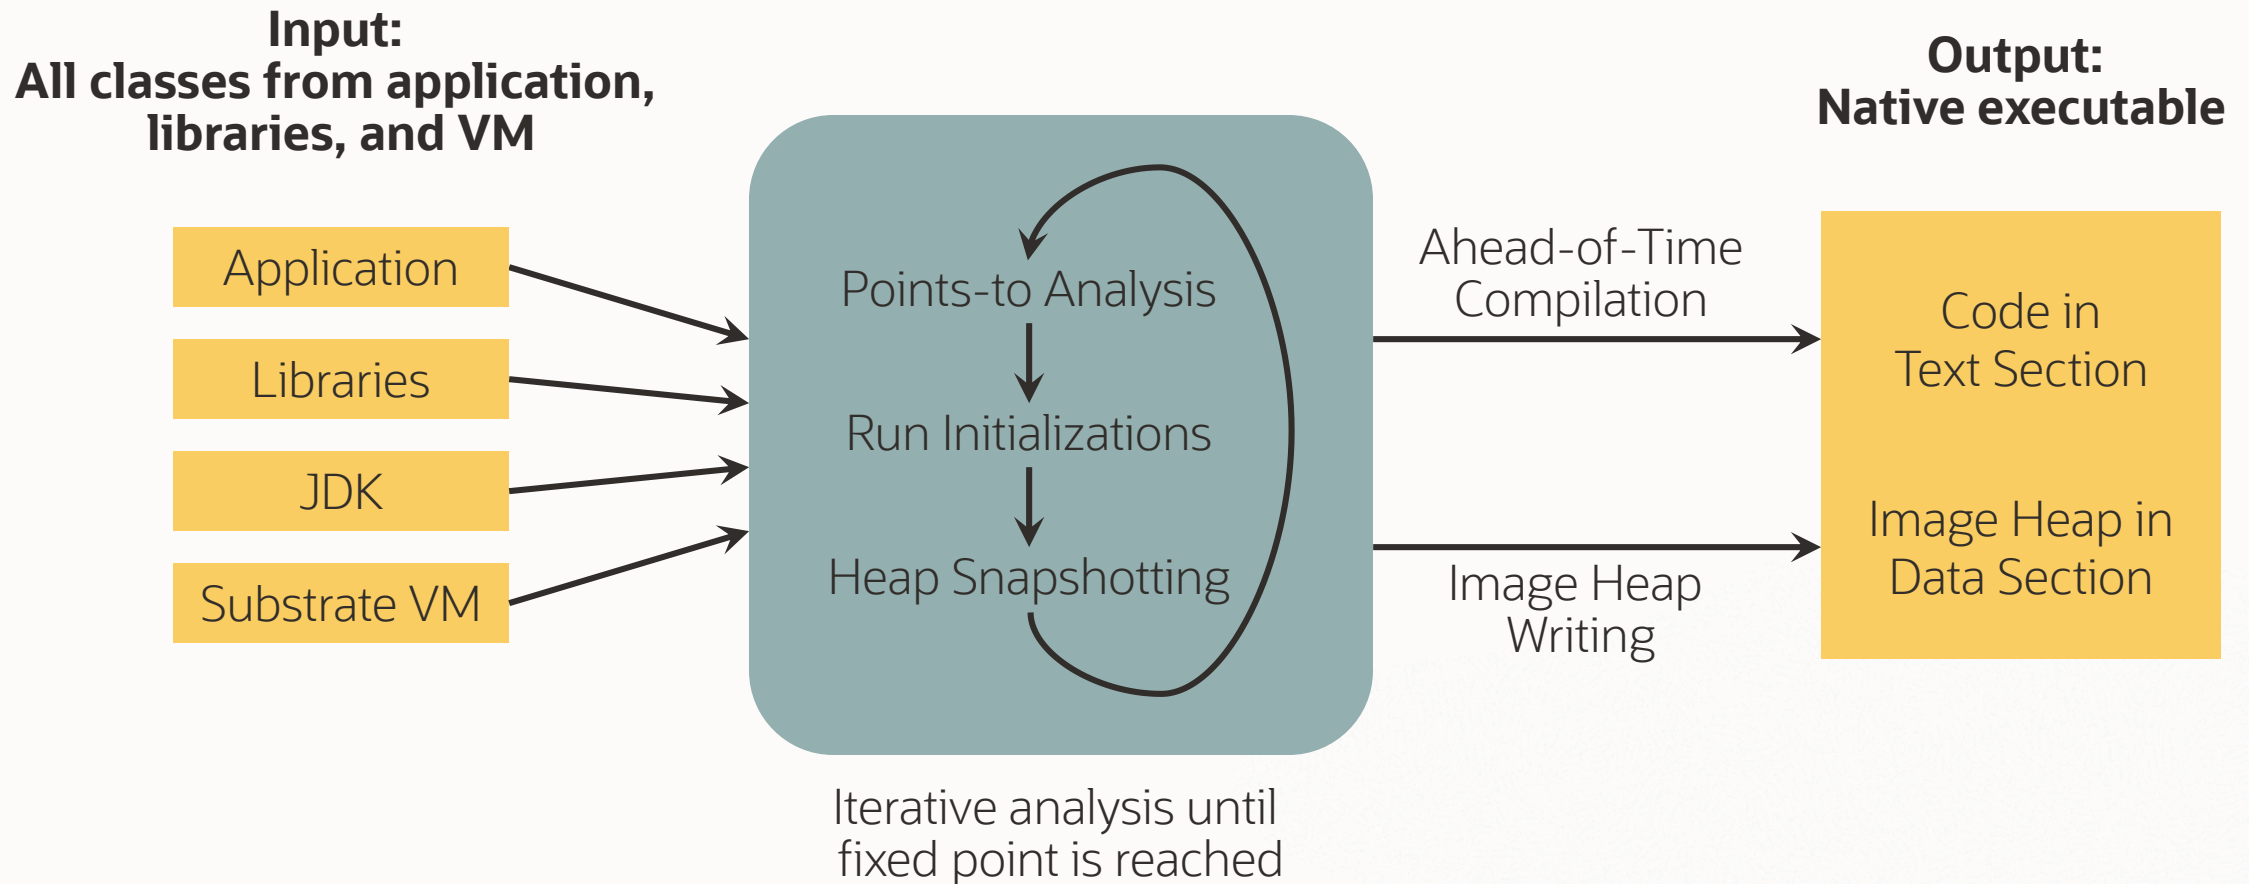 Input:
All classes from application,
libraries, and VM
Application
Libraries
JDK
Substrate VM
Points-to Analysis
Run Initializations
Heap Snapshotting
Iterative analysis until
fixed point is reached
Ahead-of-Time
Compilation
Image Heap
Writing
Output:
Native executable
Code in
Text Section
Image Heap in
Data Section